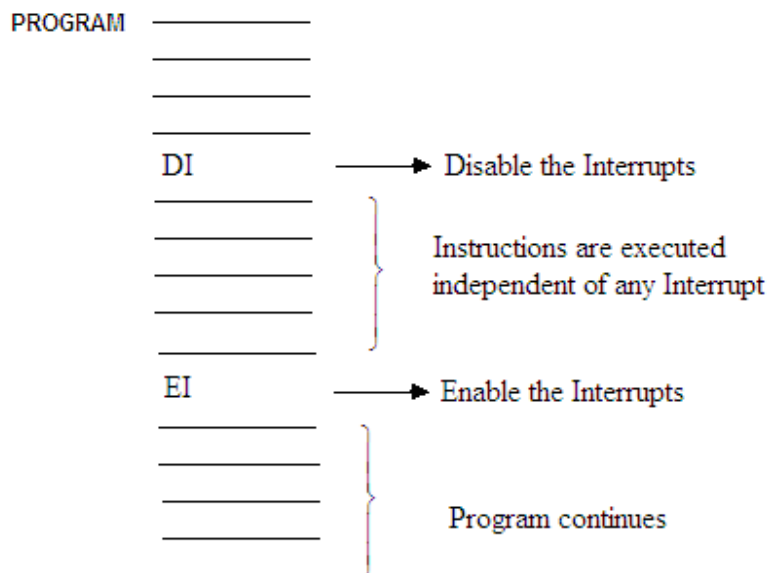 PROGRAM
DI
Disable the Interrupts
Instructions are executed
independent of any Interrupt
EI
Enable the Interrupts
Program continues